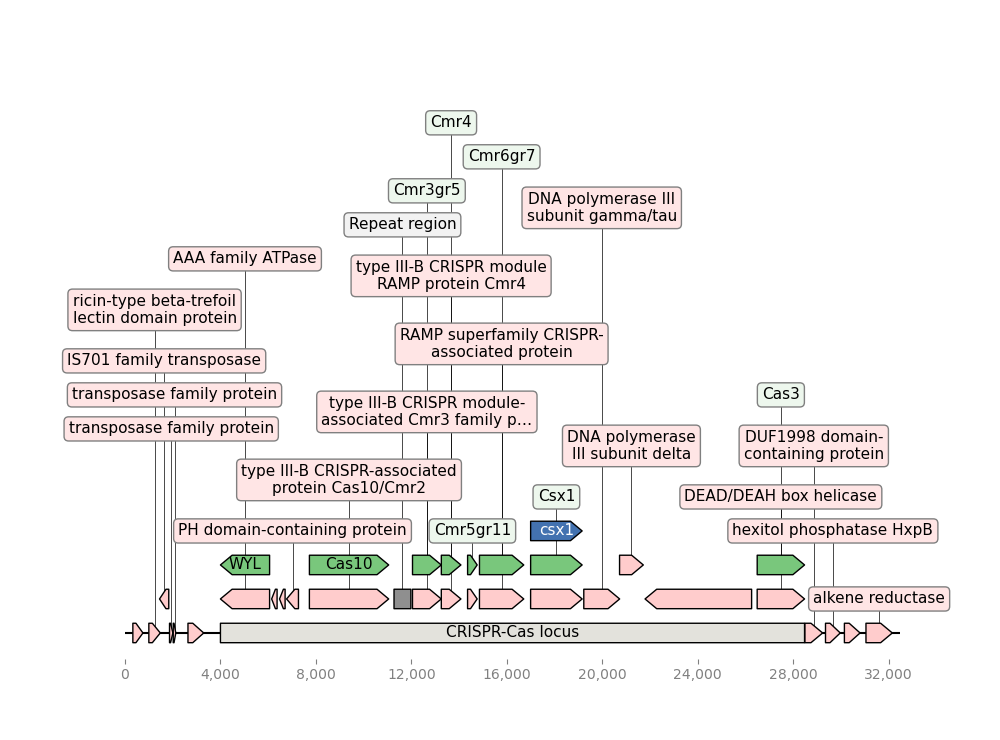 Cmr4
Cmr6gr7
Cmr3gr5
DNA polymerase III
subunit gamma/tau
Repeat region
AAA family ATPase
type III-B CRISPR module
RAMP protein Cmr4
ricin-type beta-trefoil
lectin domain protein
RAMP superfamily CRISPR-
associated protein
IS701 family transposase
transposase family protein
Cas3
type III-B CRISPR module-
associated Cmr3 family p…
transposase family protein
DNA polymerase
III subunit delta
DUF1998 domain-
containing protein
type III-B CRISPR-associated
protein Cas10/Cmr2
Csx1
DEAD/DEAH box helicase
PH domain-containing protein
Cmr5gr11
csx1
hexitol phosphatase HxpB
WYL
Cas10
alkene reductase
CRISPR-Cas locus
0
4,000
8,000
12,000
16,000
20,000
24,000
28,000
32,000